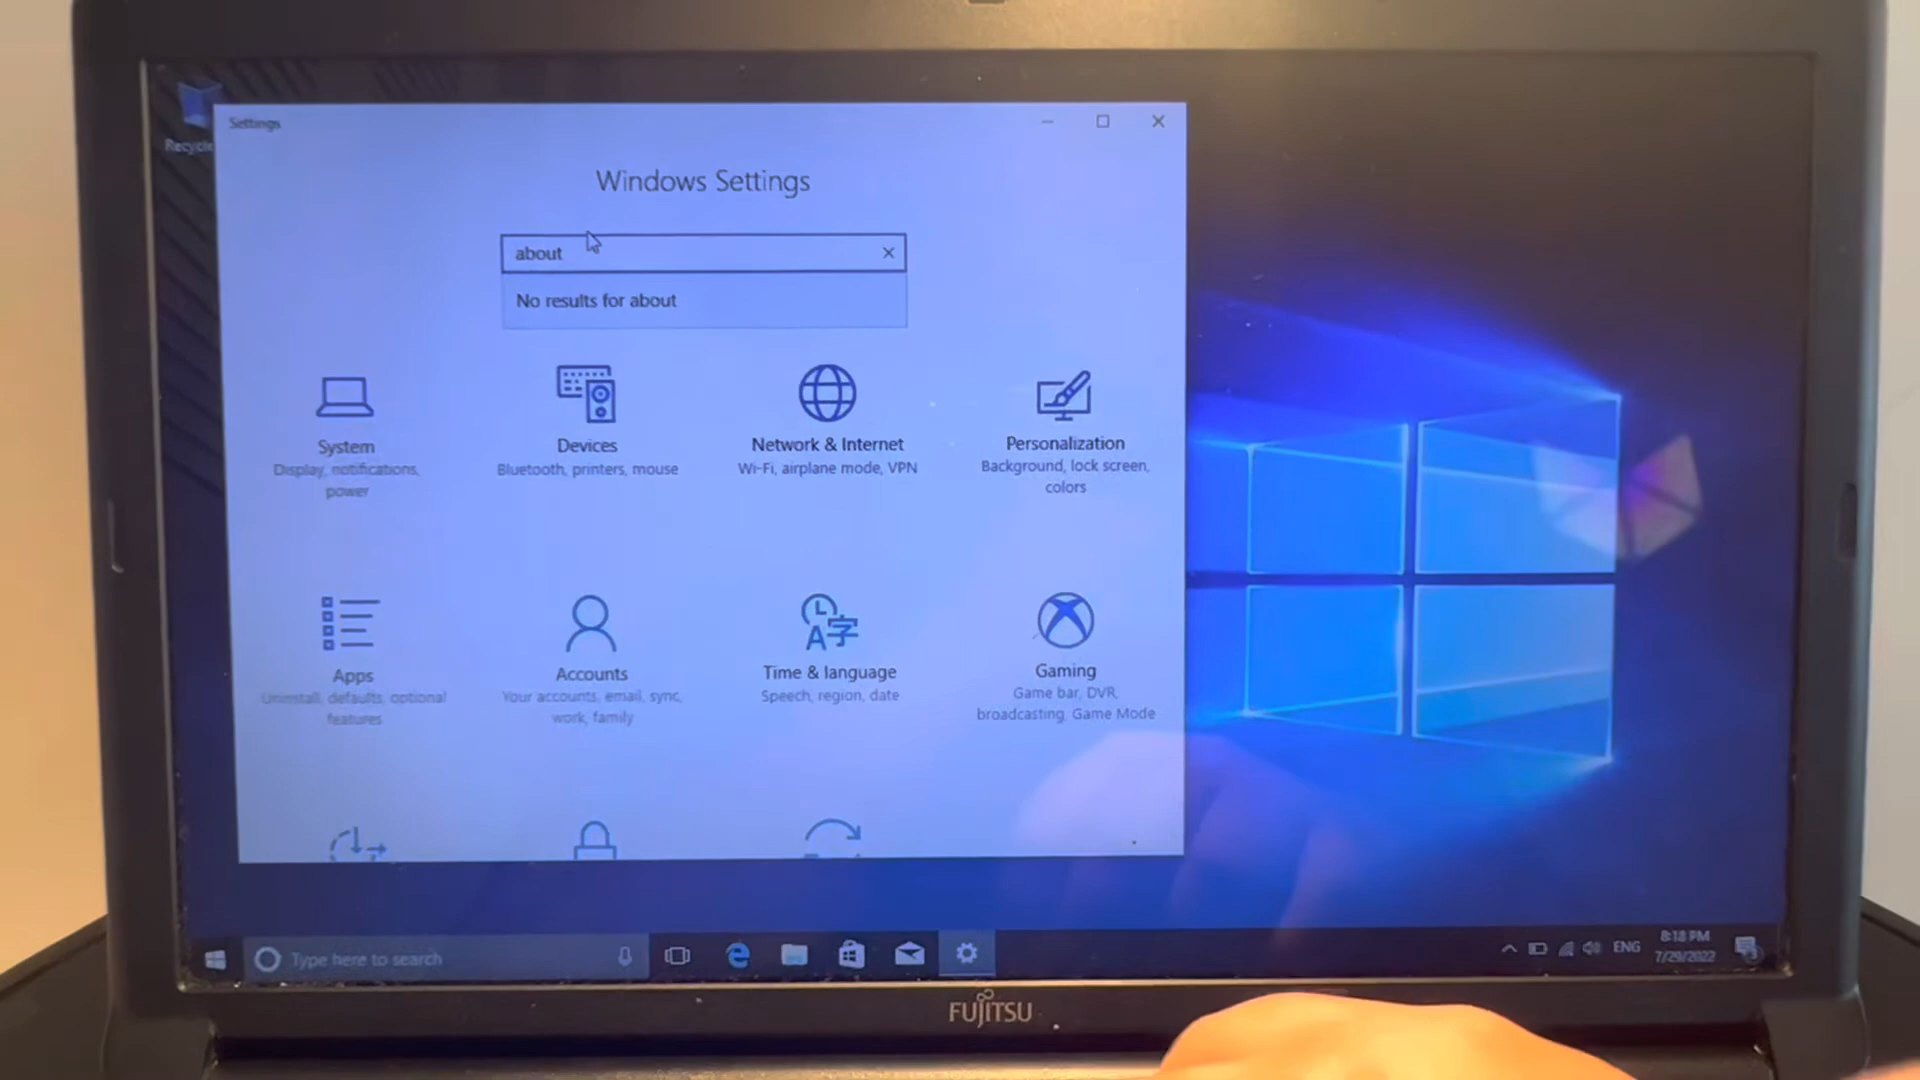 Recycle
Settings
Windows Settings
about
No results for about
System
Display, notifications,
power
Devices
Bluetooth, printers, mouse
Network & Internet
Wi-Fi, airplane mode, VPN
Personalization
Background, lock screen,
colors
Apps
Uninstall, defaults, optional
features
Accounts
Your accounts, email, sync,
work, family
Time & language
Speech, region, date
Gaming
Game bar, DVR,
broadcasting, Game Mode
Type here to search
ENG
8:18 PM
7/29/2022
FUJITSU